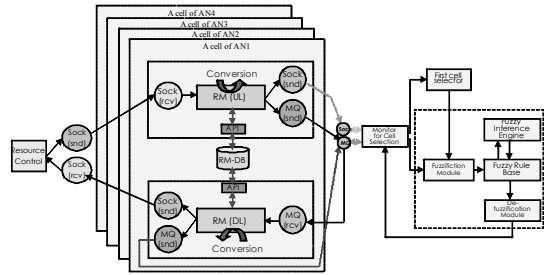 A cell of AN4
A cell of AN3
A cell of AN2
A cell of AN1
Conversion
Sock
(rcv)
RM (UL)
Sock
(snd)
MQ
(snd)
API
RM-DB
API
Sock
(snd)
MQ
(snd)
RM (DL)
Conversion
MQ
(rcv)
Resource
Control
Sock
(snd)
Sock
(rcv)
Sock
MQ
Monitor
for Cell
Selection
First cell
selector
Fuzzifiction
Module
Fuzzy
Inference
Engine
Fuzzy Rule
Base
De-
fuzzification
Module